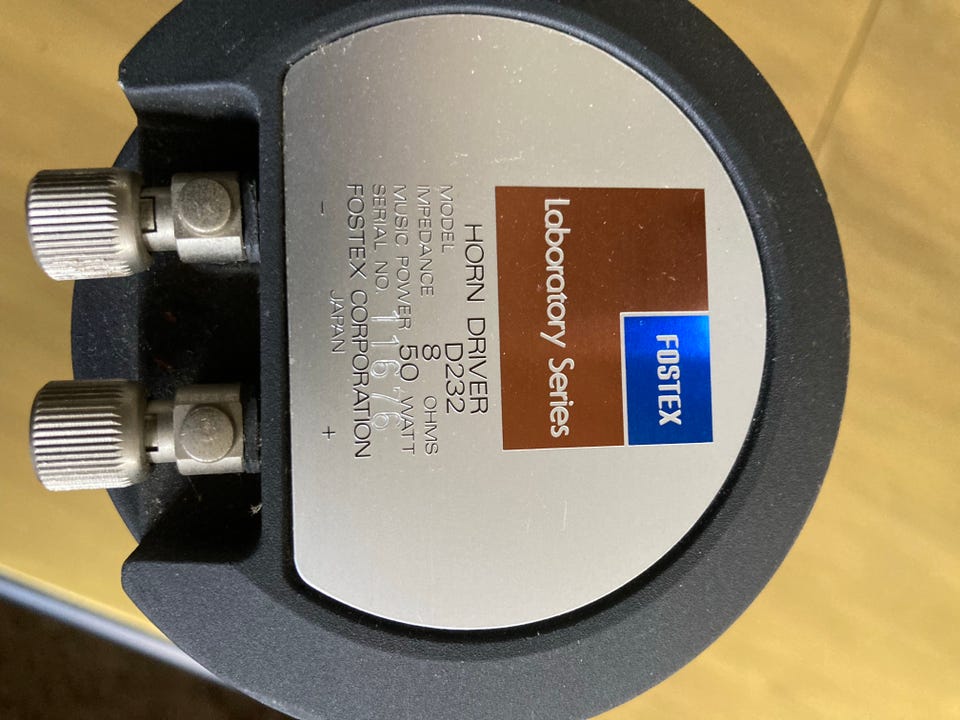 FOSTEX
Laboratory Series
HORN DRIVER
MODEL D232
IMPEDANCE 8 OHMS
MUSIC POWER 50 WATT
SERIAL NO. 11676
FOSTEX CORPORATION
JAPAN
- +